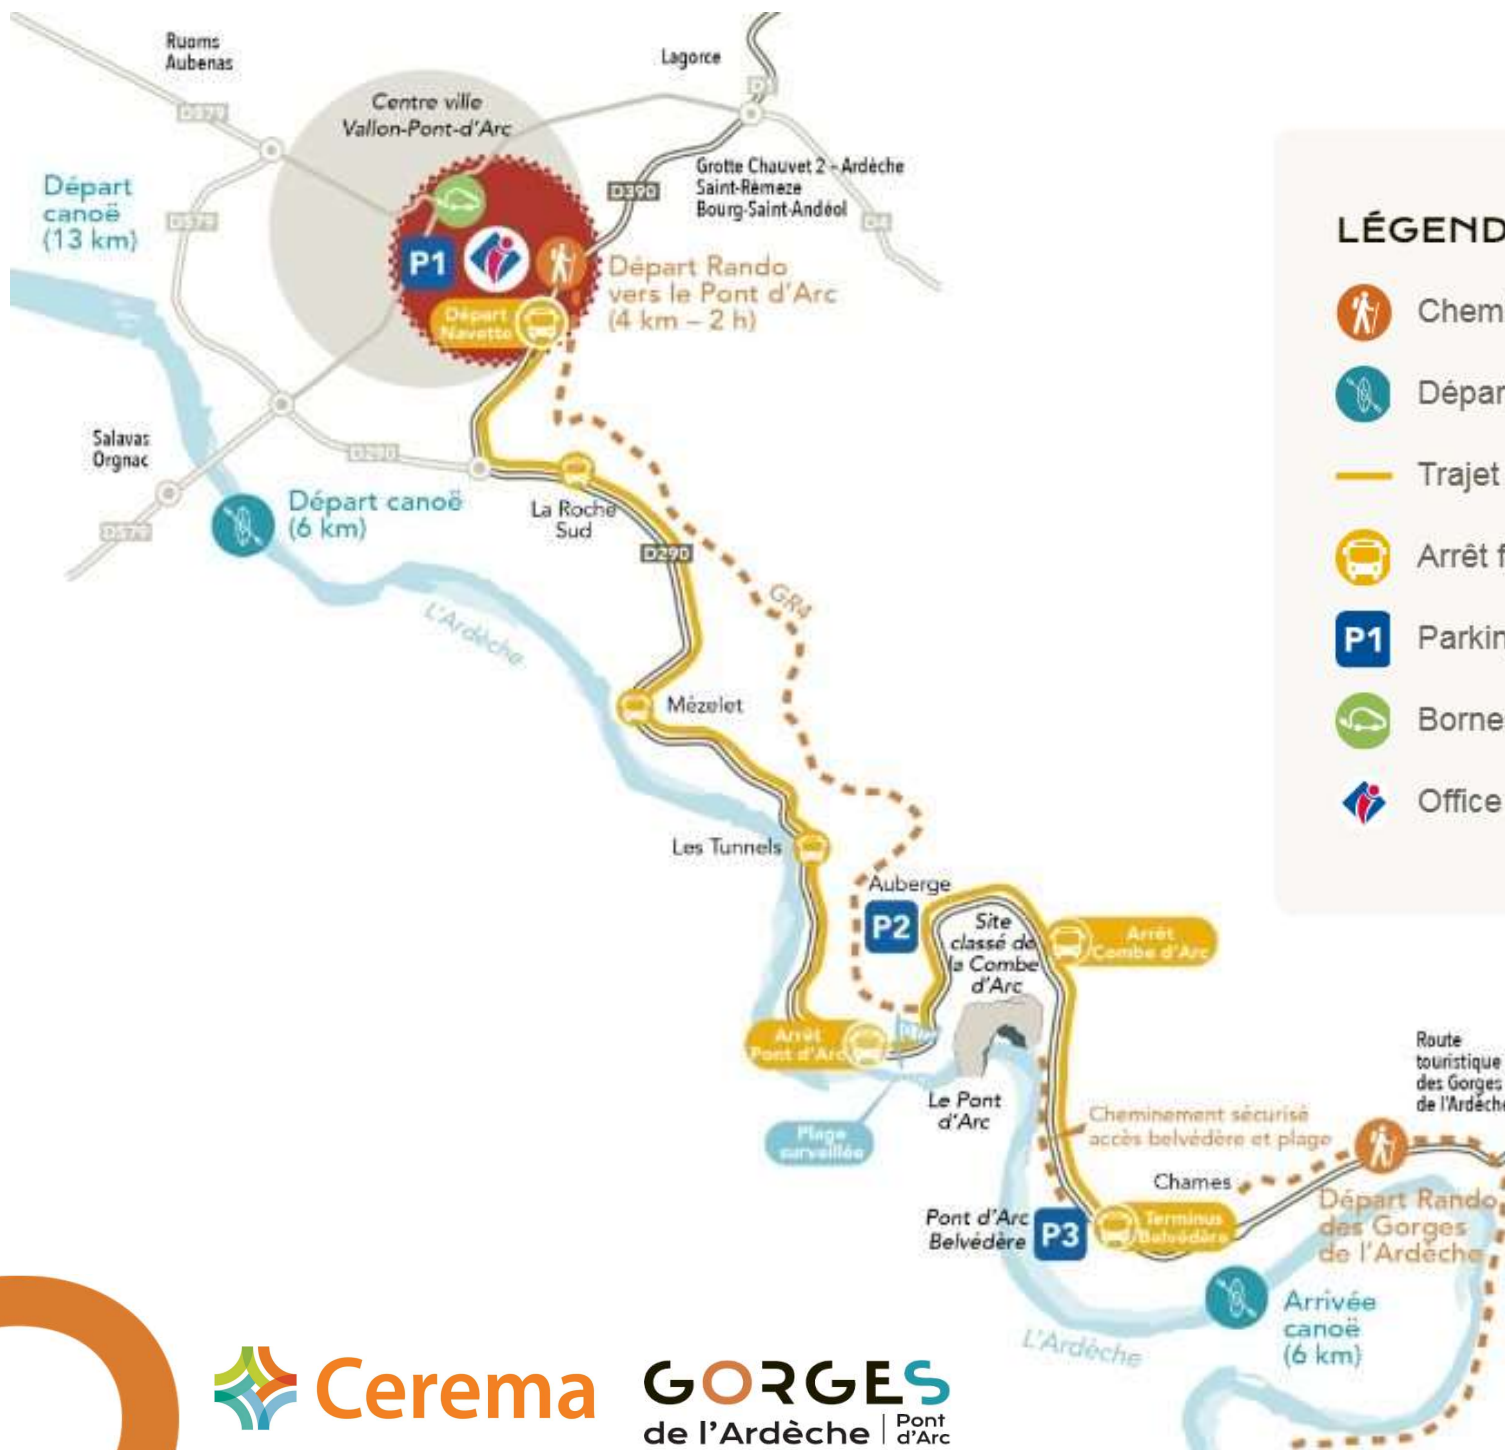 Ruoms
Aubenas
Lagorce
D579
D4
Centre ville
Vallon-Pont-d'Arc
Départ
canoë
(13 km)
D579
D390
Grotte Chauvet 2 - Ardèche
Saint-Rèmeze
Bourg-Saint-Andéol
D4
P1
Départ Rando
vers le Pont d'Arc
(4 km – 2 h)
Départ
Navette
Salavas
Orgnac
D290
D579
Départ canoë
(6 km)
La Roche
Sud
D290
GR4
L'Ardèche
Mézelet
Les Tunnels
Auberge
P2
Site
classé de
la Combe
d'Arc
Arrêt
Combe d'Arc
Arrêt
Pont d'Arc
Le Pont
d'Arc
Plage
surveillée
Cheminement sécurisé
accès belvédère et plage
Route
touristique
des Gorges
de l'Ardèche
Chames
Pont d'Arc
Belvédère
P3
Terminus
Belvédère
Départ Rando
des Gorges
de l'Ardèche
Arrivée
canoë
(6 km)
L'Ardèche
LÉGEND
Chem
Dépar
Trajet
Arrêt f
P1
Parkin
Borne
Office
Cerema
GORGES
de l'Ardèche | Pont
d'Arc